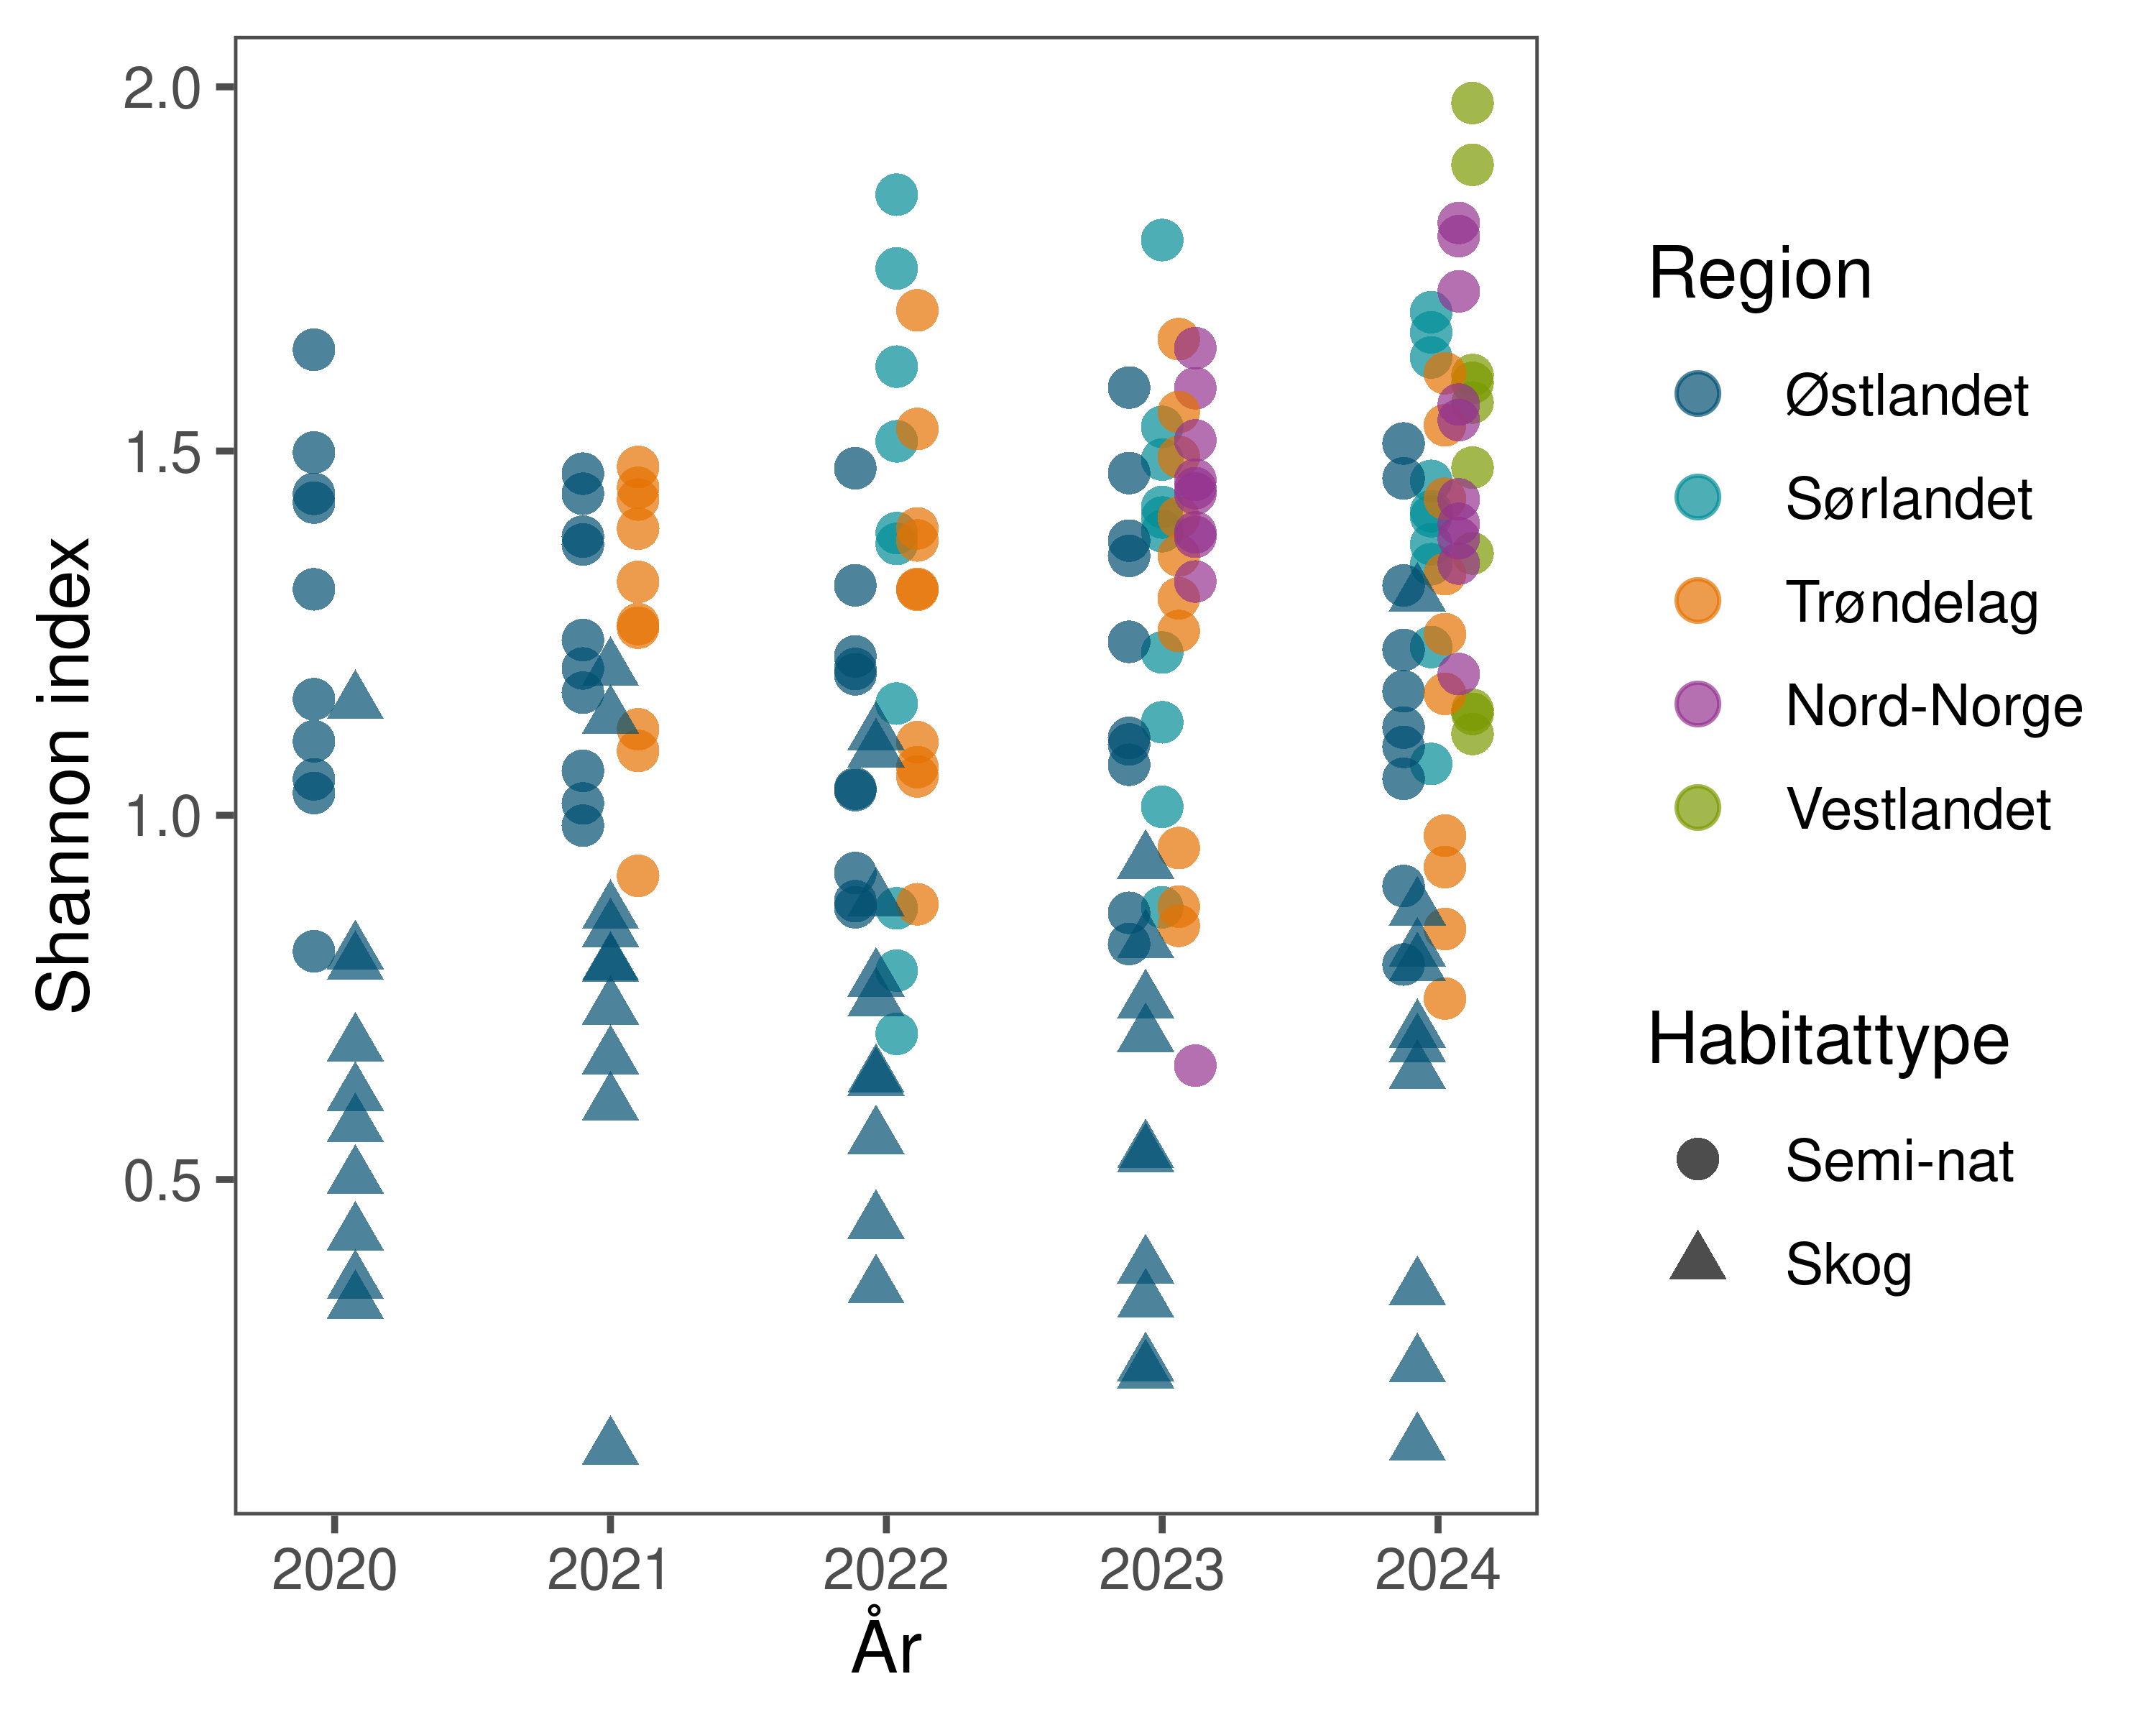 Shannon index
2.0
1.5
1.0
0.5
2020 2021 2022 2023 2024
År
Region
Østlandet
Sørlandet
Trøndelag
Nord-Norge
Vestlandet
Habitattype
Semi-nat
Skog